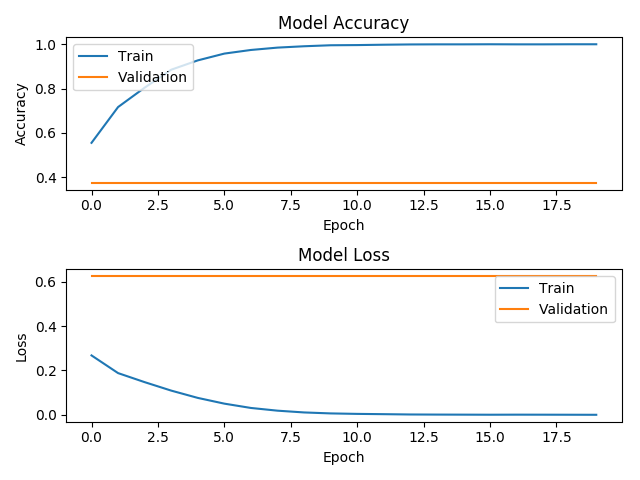 Model Accuracy
1.0
0.8
0.6
0.4
Accuracy
Train
Validation
0.0 2.5 5.0 7.5 10.0 12.5 15.0 17.5
Epoch
Model Loss
0.6
0.4
0.2
0.0
Loss
Train
Validation
0.0 2.5 5.0 7.5 10.0 12.5 15.0 17.5
Epoch